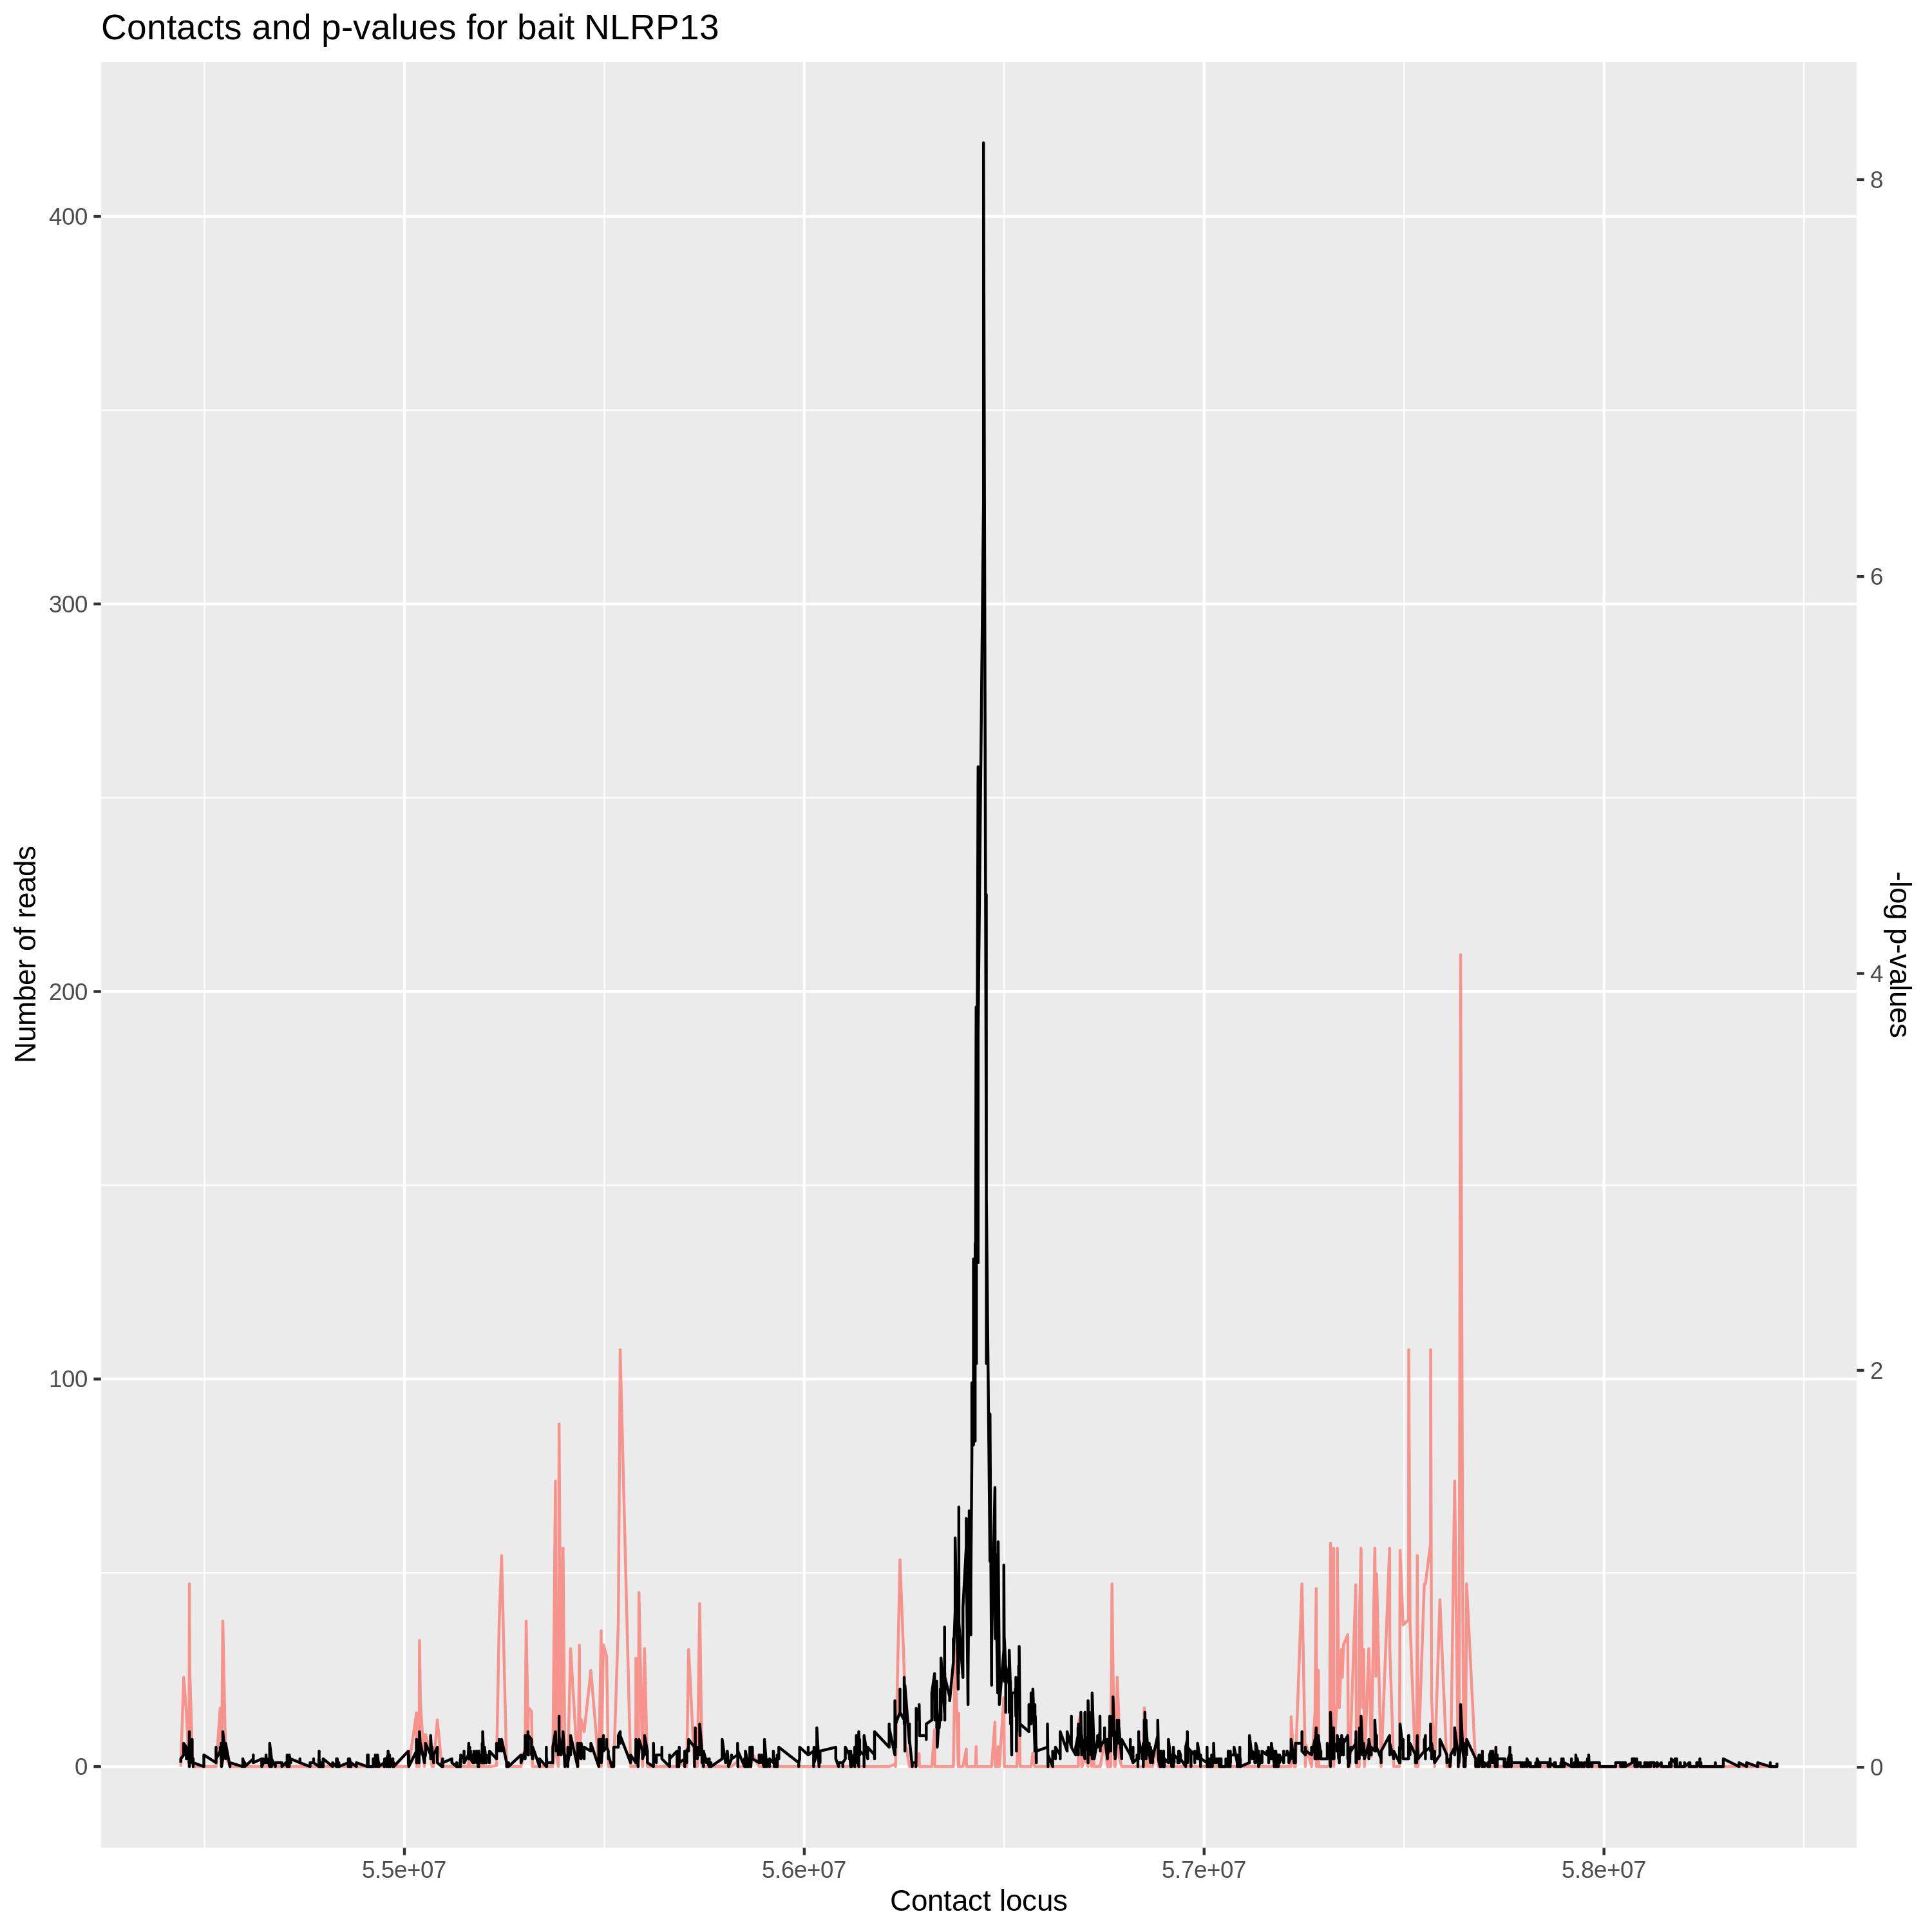 Contacts and p-values for bait NLRP13
400
300
200
100
0
Number of reads
8
6
4
2
0
-log p-values
5.5e+07
5.6e+07
5.7e+07
5.8e+07
Contact locus